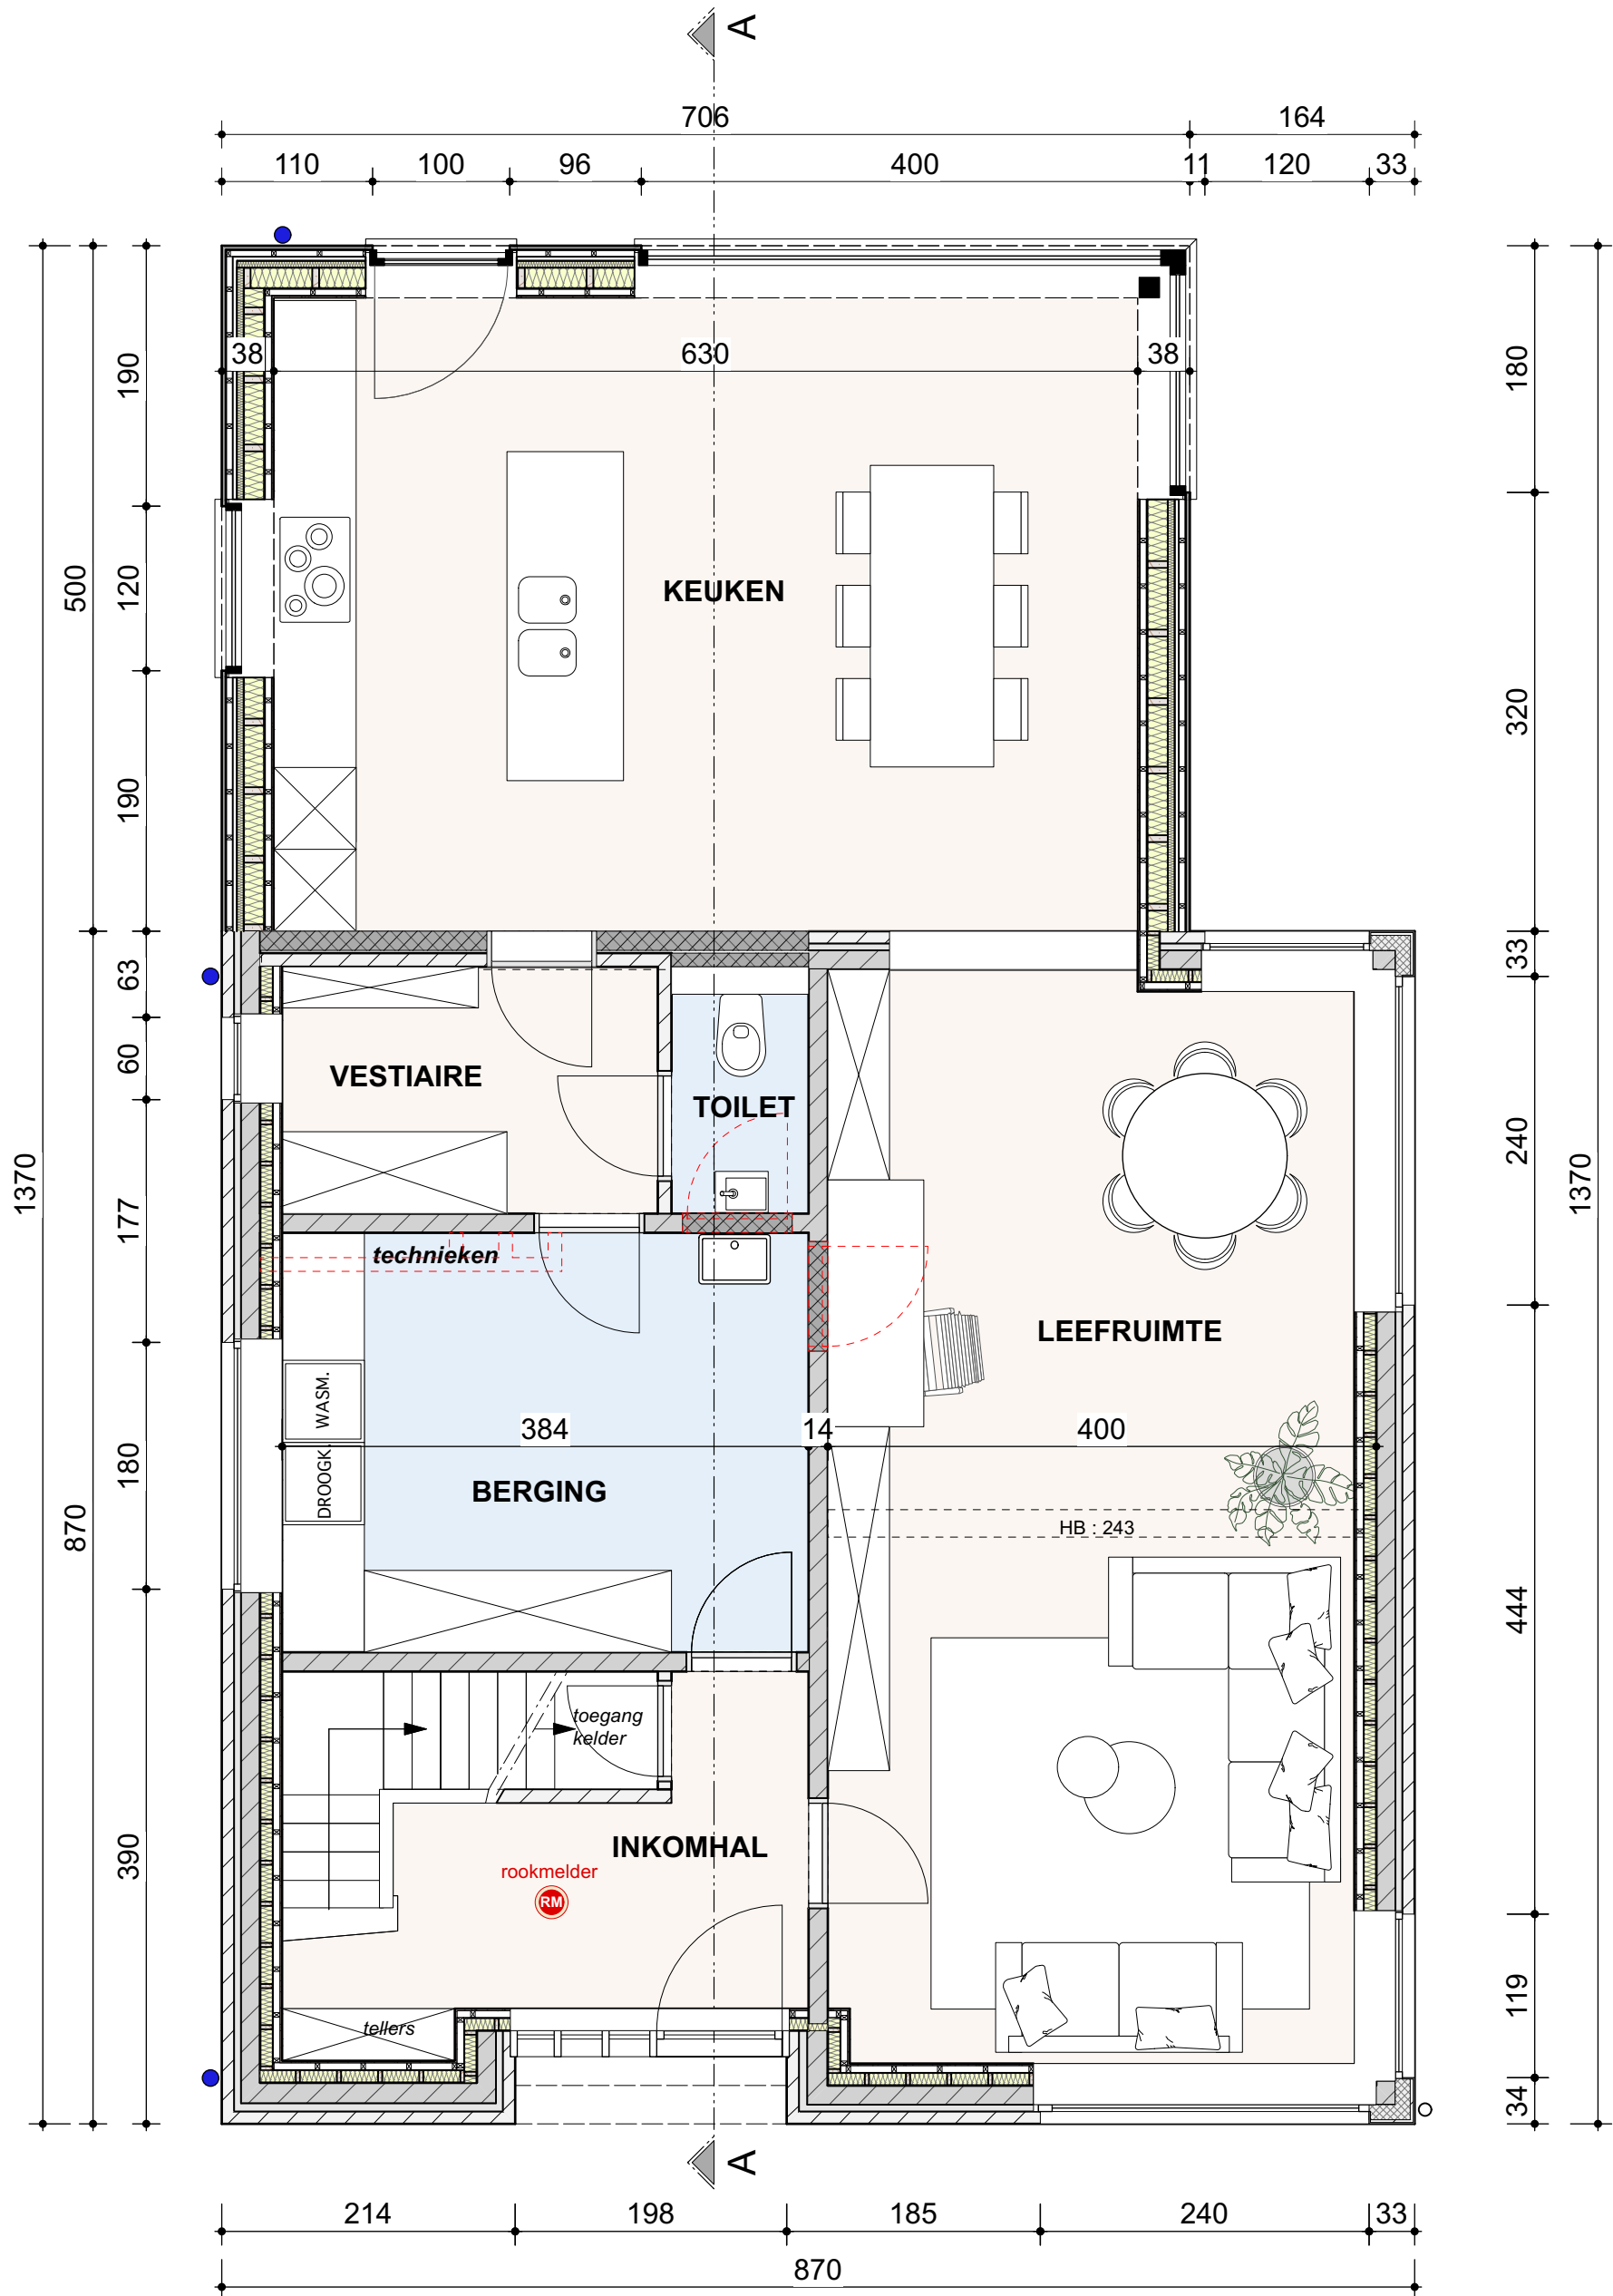 A
706 164
110 100 96 400 11 120 33
38 630 38
190
180
500
120
KEUKEN
320
190
63
33
60
VESTIAIRE
TOILET
240
1370
1370
177
technieken
LEEFRUIMTE
WASM.
384 14 400
180
DROOGK.
BERGING
870
HB : 243
444
toegang
kelder
390
INKOMHAL
rookmelder
RM
119
tellers
34
A
214 198 185 240 33
870